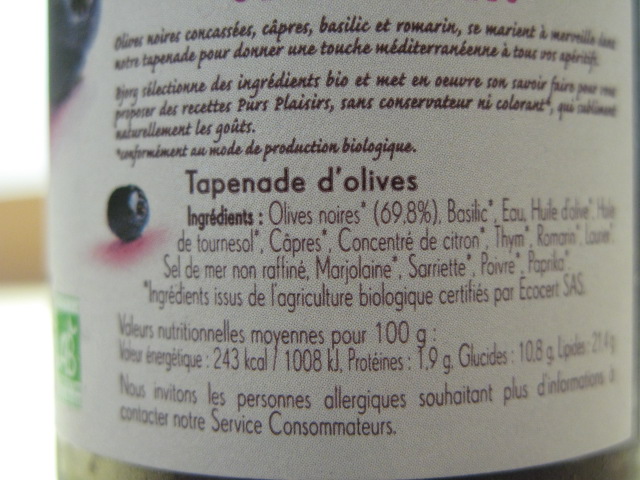 Olives noires concassées, câpres, basilic et romarin, se marient à merveille dans
notre tapenade pour donner une touche méditerranéenne à tous vos apéritifs.
Bjorg sélectionne des ingrédients bio et met en oeuvre son savoir faire pour vous
proposer des recettes Purs Plaisirs, sans conservateur ni colorant*, qui subliment
naturellement les goûts.
*conformément au mode de production biologique.
Tapenade d'olives
Ingrédients : Olives noires* (69,8%), Basilic*, Eau, Huile d'olive*, Huile
de tournesol*, Câpres*, Concentré de citron*, Thym*, Romarin*, Laurier*,
Sel de mer non raffiné, Marjolaine*, Sarriette*, Poivre*, Paprika*
*Ingrédients issus de l'agriculture biologique certifiés par Ecocert SAS.
Valeurs nutritionnelles moyennes pour 100 g :
Valeur énergétique : 243 kcal / 1008 kJ, Protéines : 1,9 g, Glucides : 10,8 g, Lipides : 21,4 g
Nous invitons les personnes allergiques souhaitant plus d'informations à
contacter notre Service Consommateurs.